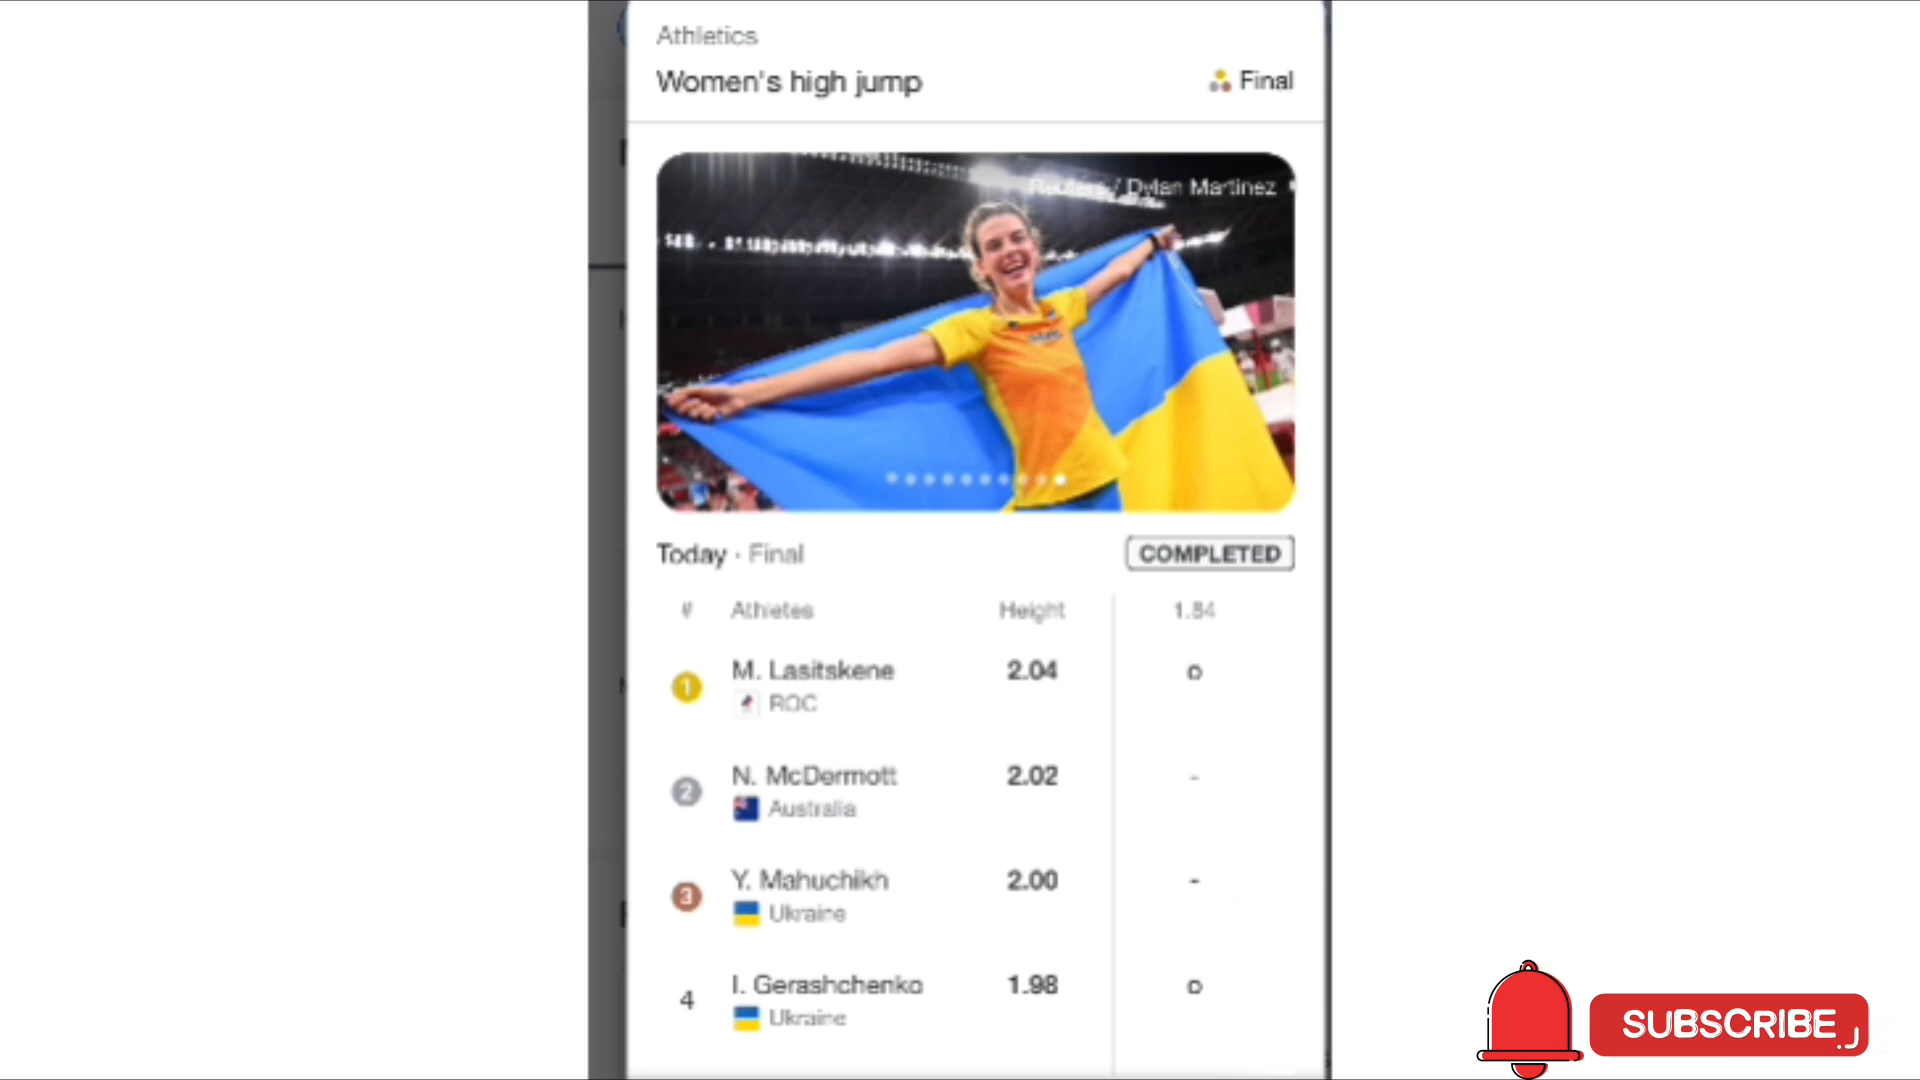 Athletics
Women's high jump
Final
Reuters / Dylan Martinez
Today · Final
COMPLETED
# Athletes Height 1.84
1 M. Lasitskene 2.04 o
ROC
2 N. McDermott 2.02 -
Australia
3 Y. Mahuchikh 2.00 -
Ukraine
4 I. Gerashchenko 1.98 o
Ukraine
SUBSCRIBE